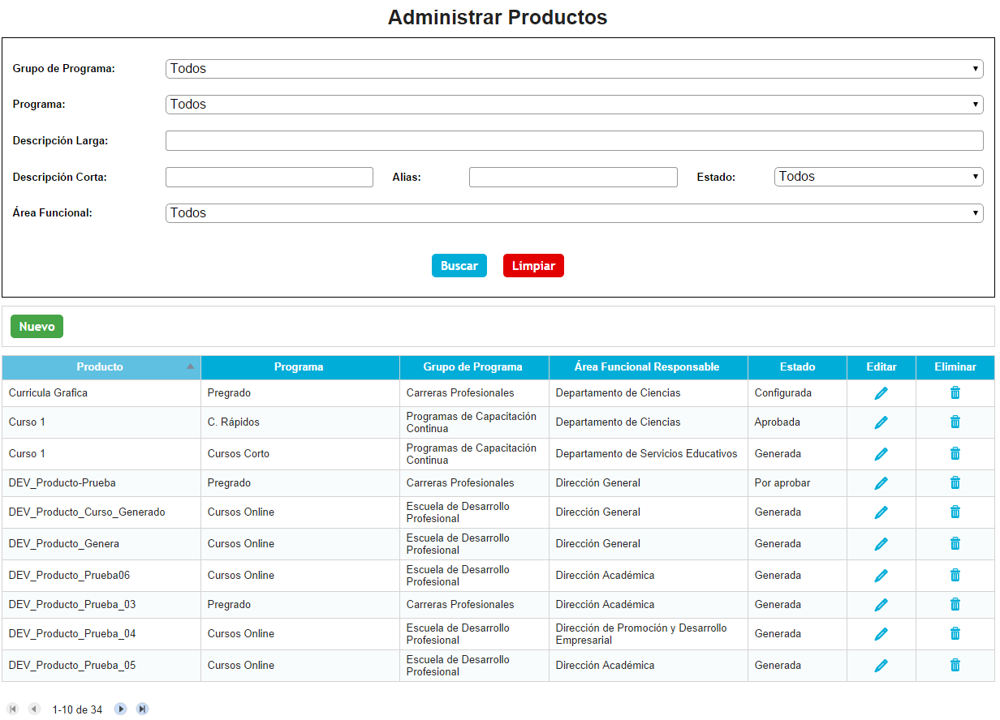 Administrar Productos
Grupo de Programa: Todos
Programa: Todos
Descripción Larga:
Descripción Corta: Alias: Estado: Todos
Área Funcional: Todos
Buscar Limpiar
Nuevo
Producto Programa Grupo de Programa Área Funcional Responsable Estado Editar Eliminar
Curricula Grafica Pregrado Carreras Profesionales Departamento de Ciencias Configurada
Curso 1 C. Rápidos Programas de Capacitación Continua Departamento de Ciencias Aprobada
Curso 1 Cursos Corto Programas de Capacitación Continua Departamento de Servicios Educativos Generada
DEV_Producto-Prueba Pregrado Carreras Profesionales Dirección General Por aprobar
DEV_Producto_Curso_Generado Cursos Online Escuela de Desarrollo Profesional Dirección General Generada
DEV_Producto_Genera Cursos Online Escuela de Desarrollo Profesional Dirección General Generada
DEV_Producto_Prueba06 Cursos Online Escuela de Desarrollo Profesional Dirección Académica Generada
DEV_Producto_Prueba_03 Pregrado Carreras Profesionales Dirección Académica Generada
DEV_Producto_Prueba_04 Cursos Online Escuela de Desarrollo Profesional Dirección de Promoción y Desarrollo Empresarial Generada
DEV_Producto_Prueba_05 Cursos Online Escuela de Desarrollo Profesional Dirección Académica Generada
1-10 de 34